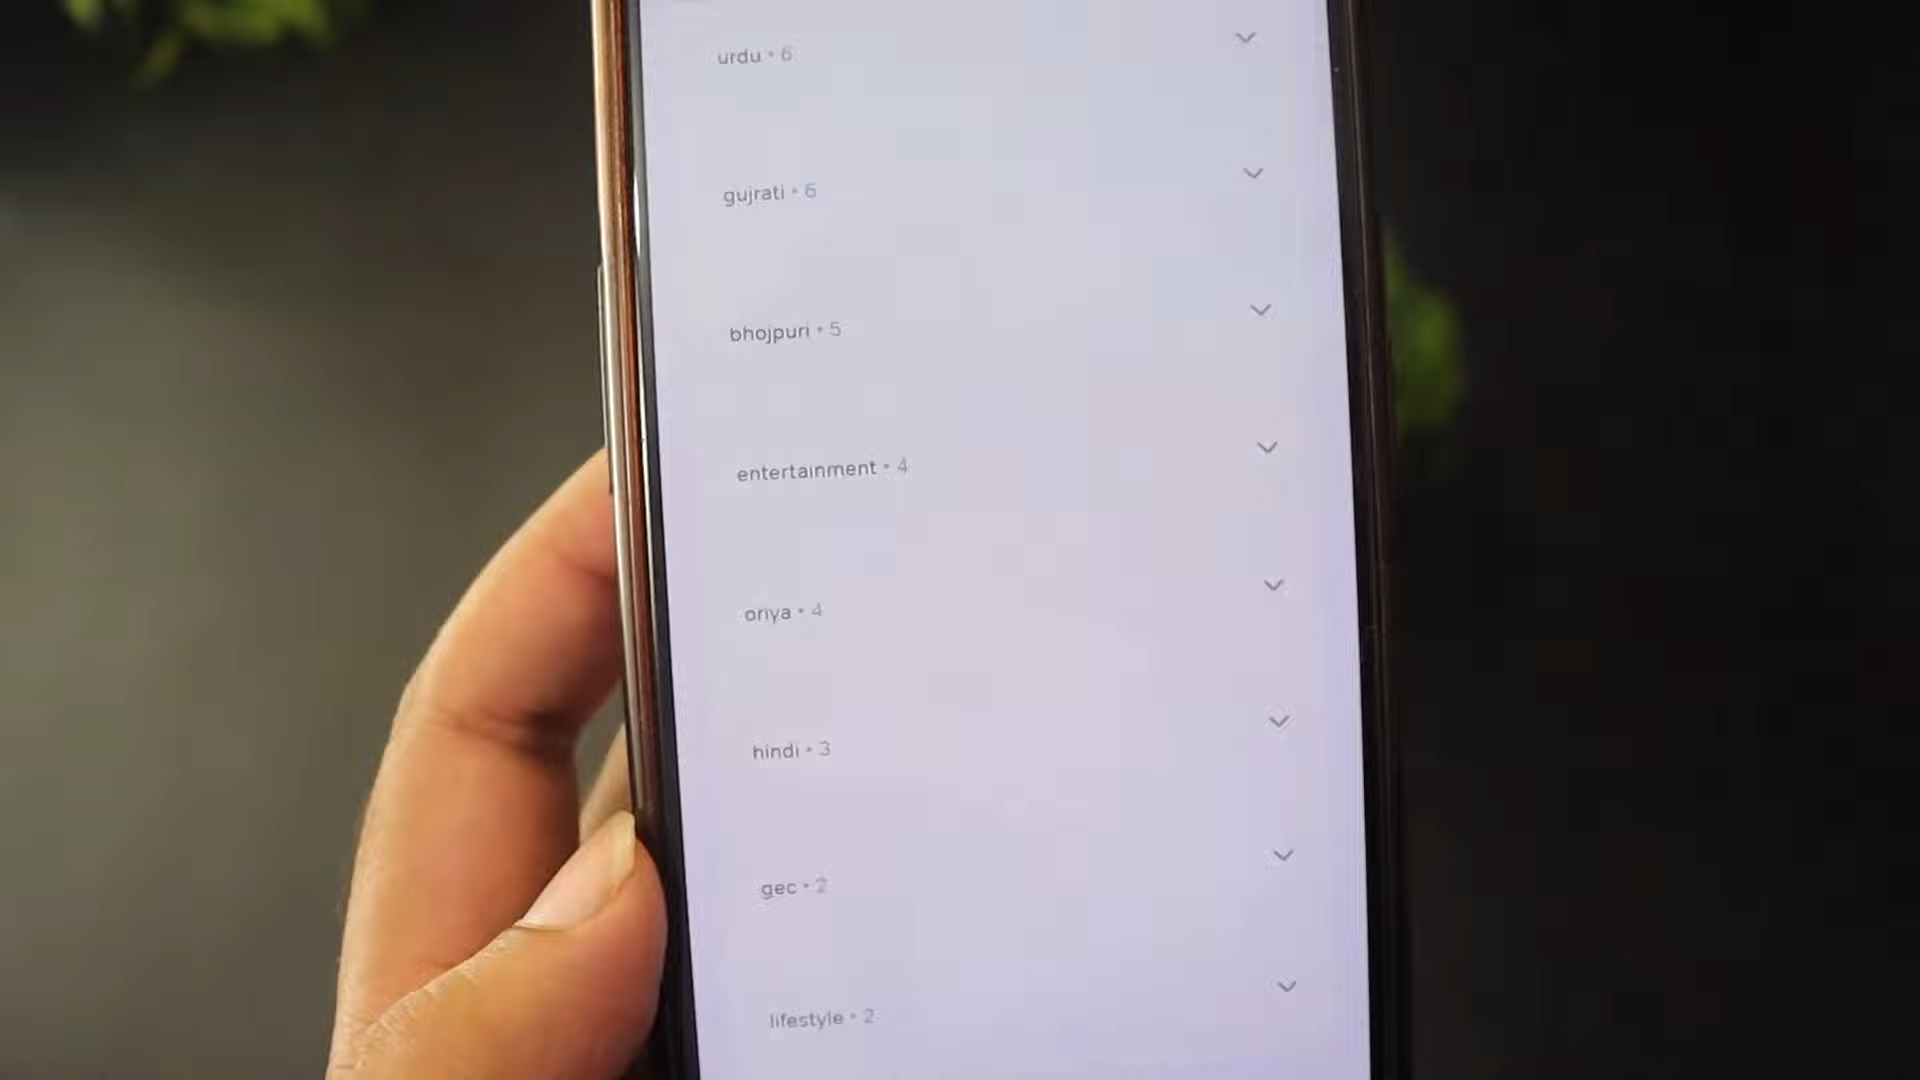 urdu • 6
gujrati • 6
bhojpuri • 5
entertainment • 4
oriya • 4
hindi • 3
gec • 2
lifestyle • 2